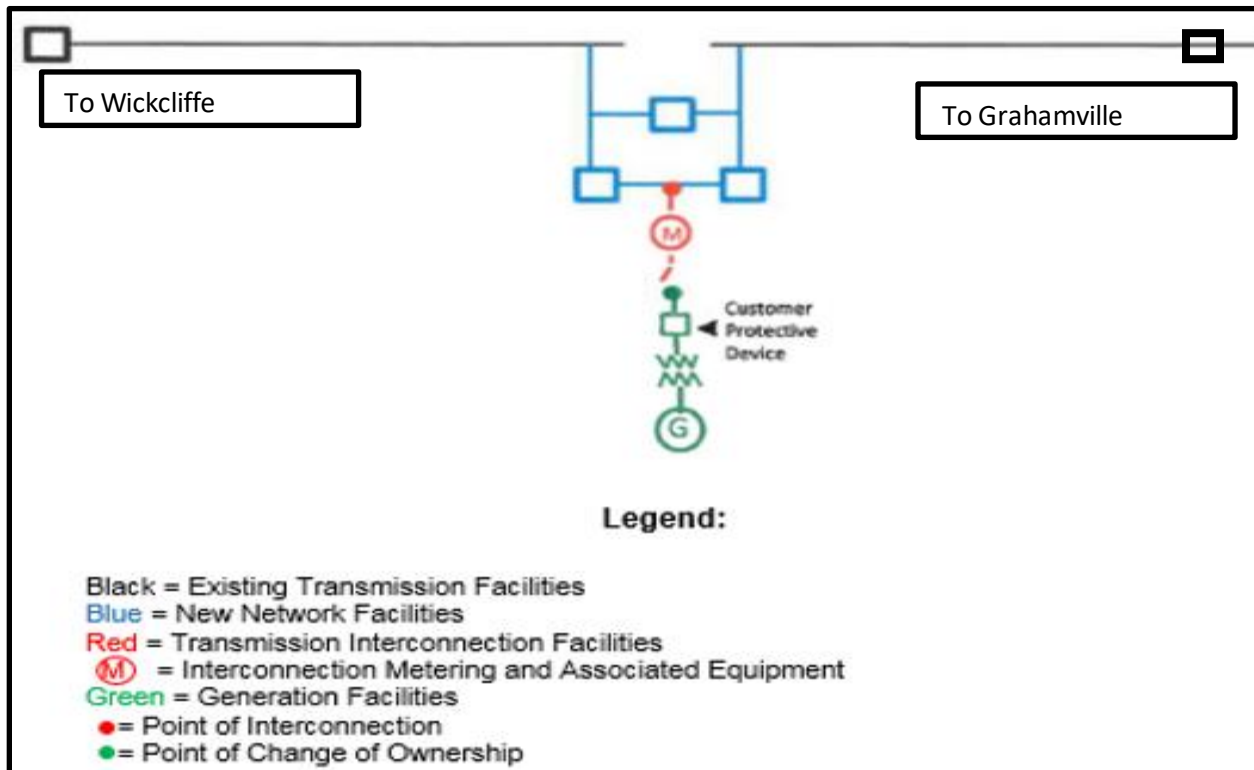 To Wickcliffe
To Grahamville
M
Customer
Protective
Device
G
Legend:
Black = Existing Transmission Facilities
Blue = New Network Facilities
Red = Transmission Interconnection Facilities
M = Interconnection Metering and Associated Equipment
Green = Generation Facilities
●= Point of Interconnection
●= Point of Change of Ownership